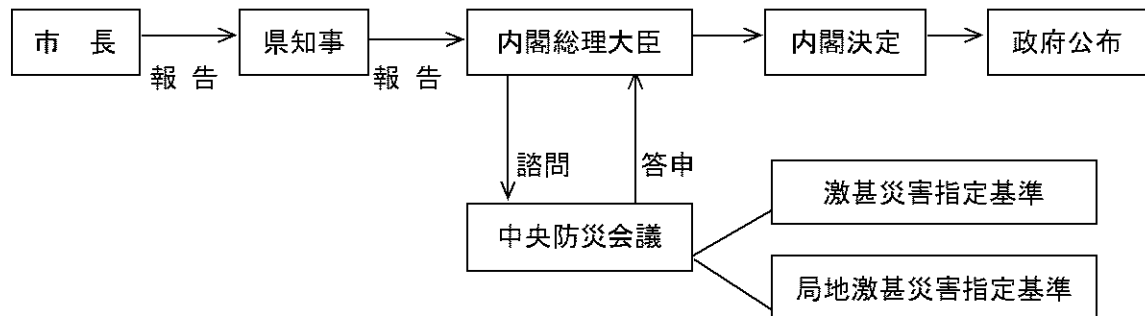 市　長
県知事
内閣総理大臣
内閣決定
政府公布
報 告
報 告
諮問
答申
激甚災害指定基準
中央防災会議
局地激甚災害指定基準